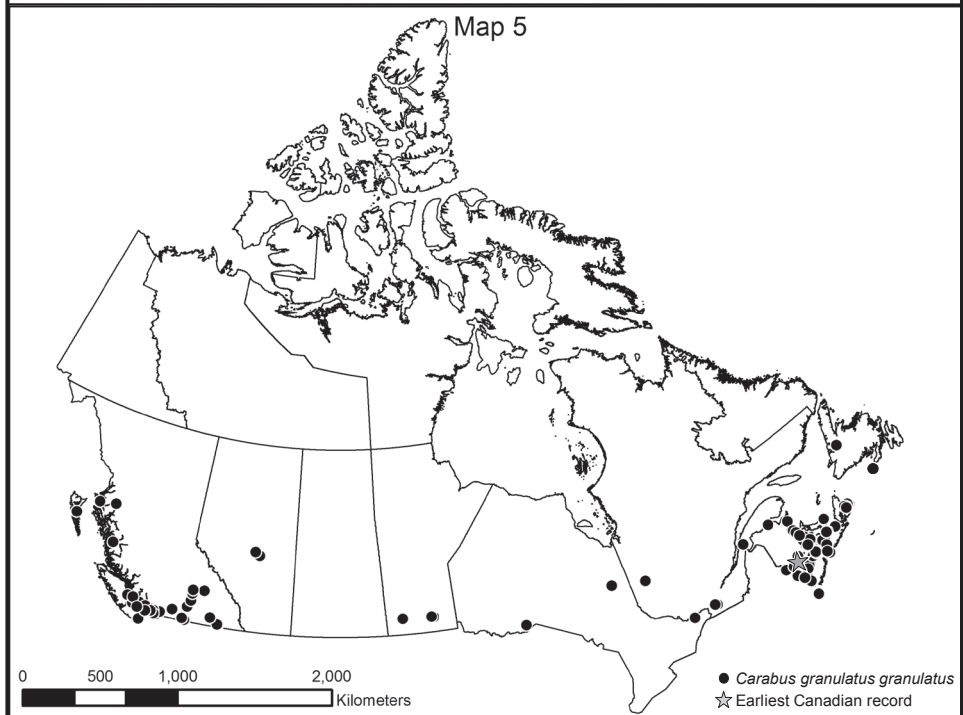 Map 5
0 500 1,000 2,000
Kilometers
Carabus granulatus granulatus
Earliest Canadian record